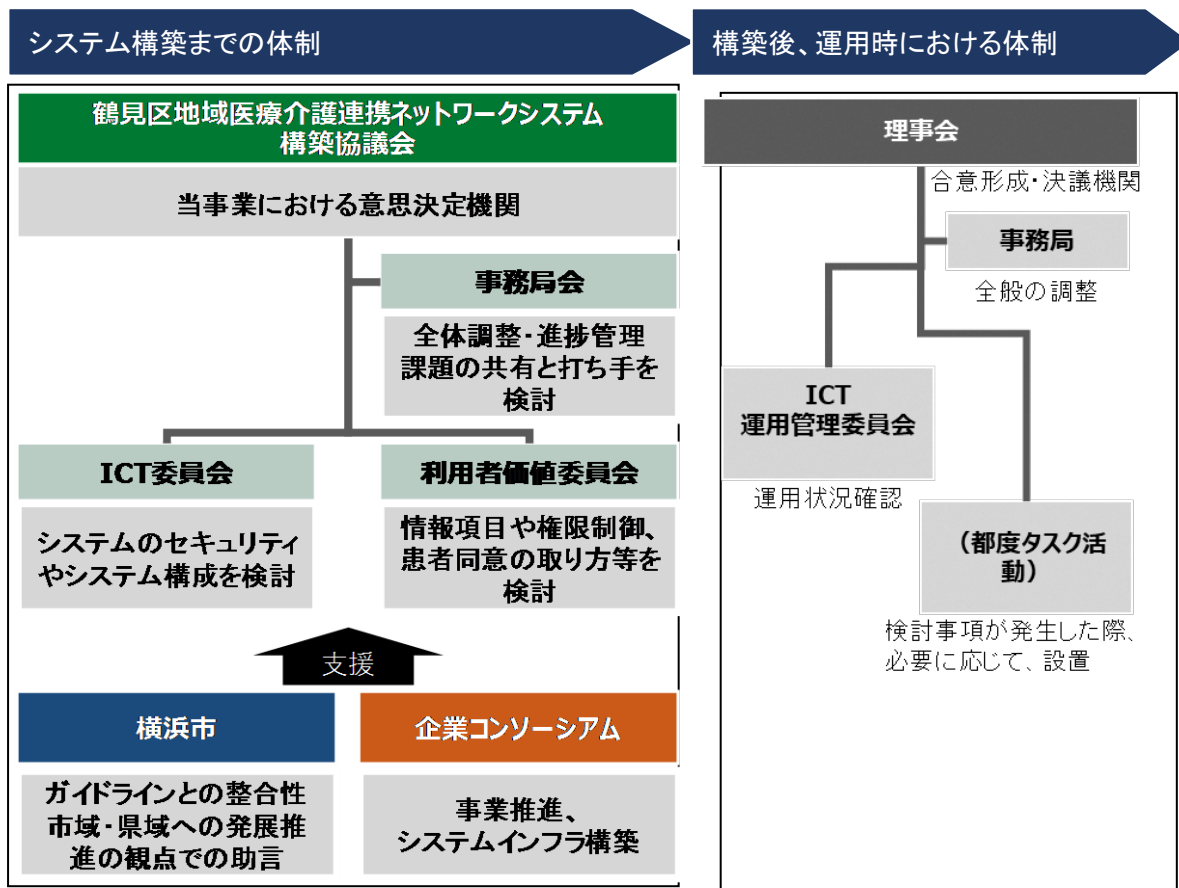 システム構築までの体制
鶴見区地域医療介護連携ネットワークシステム
構築協議会
当事業における意思決定機関
事務局会
全体調整・進捗管理
課題の共有と打ち手を
検討
ICT委員会
システムのセキュリティ
やシステム構成を検討
利用者価値委員会
情報項目や権限制御、
患者同意の取り方等を
検討
支援
横浜市
ガイドラインとの整合性
市域・県域への発展推
進の観点での助言
企業コンソーシアム
事業推進、
システムインフラ構築
構築後、運用時における体制
理事会
合意形成・決議機関
事務局
全般の調整
ICT
運用管理委員会
運用状況確認
（都度タスク活
動）
検討事項が発生した際、
必要に応じて、設置